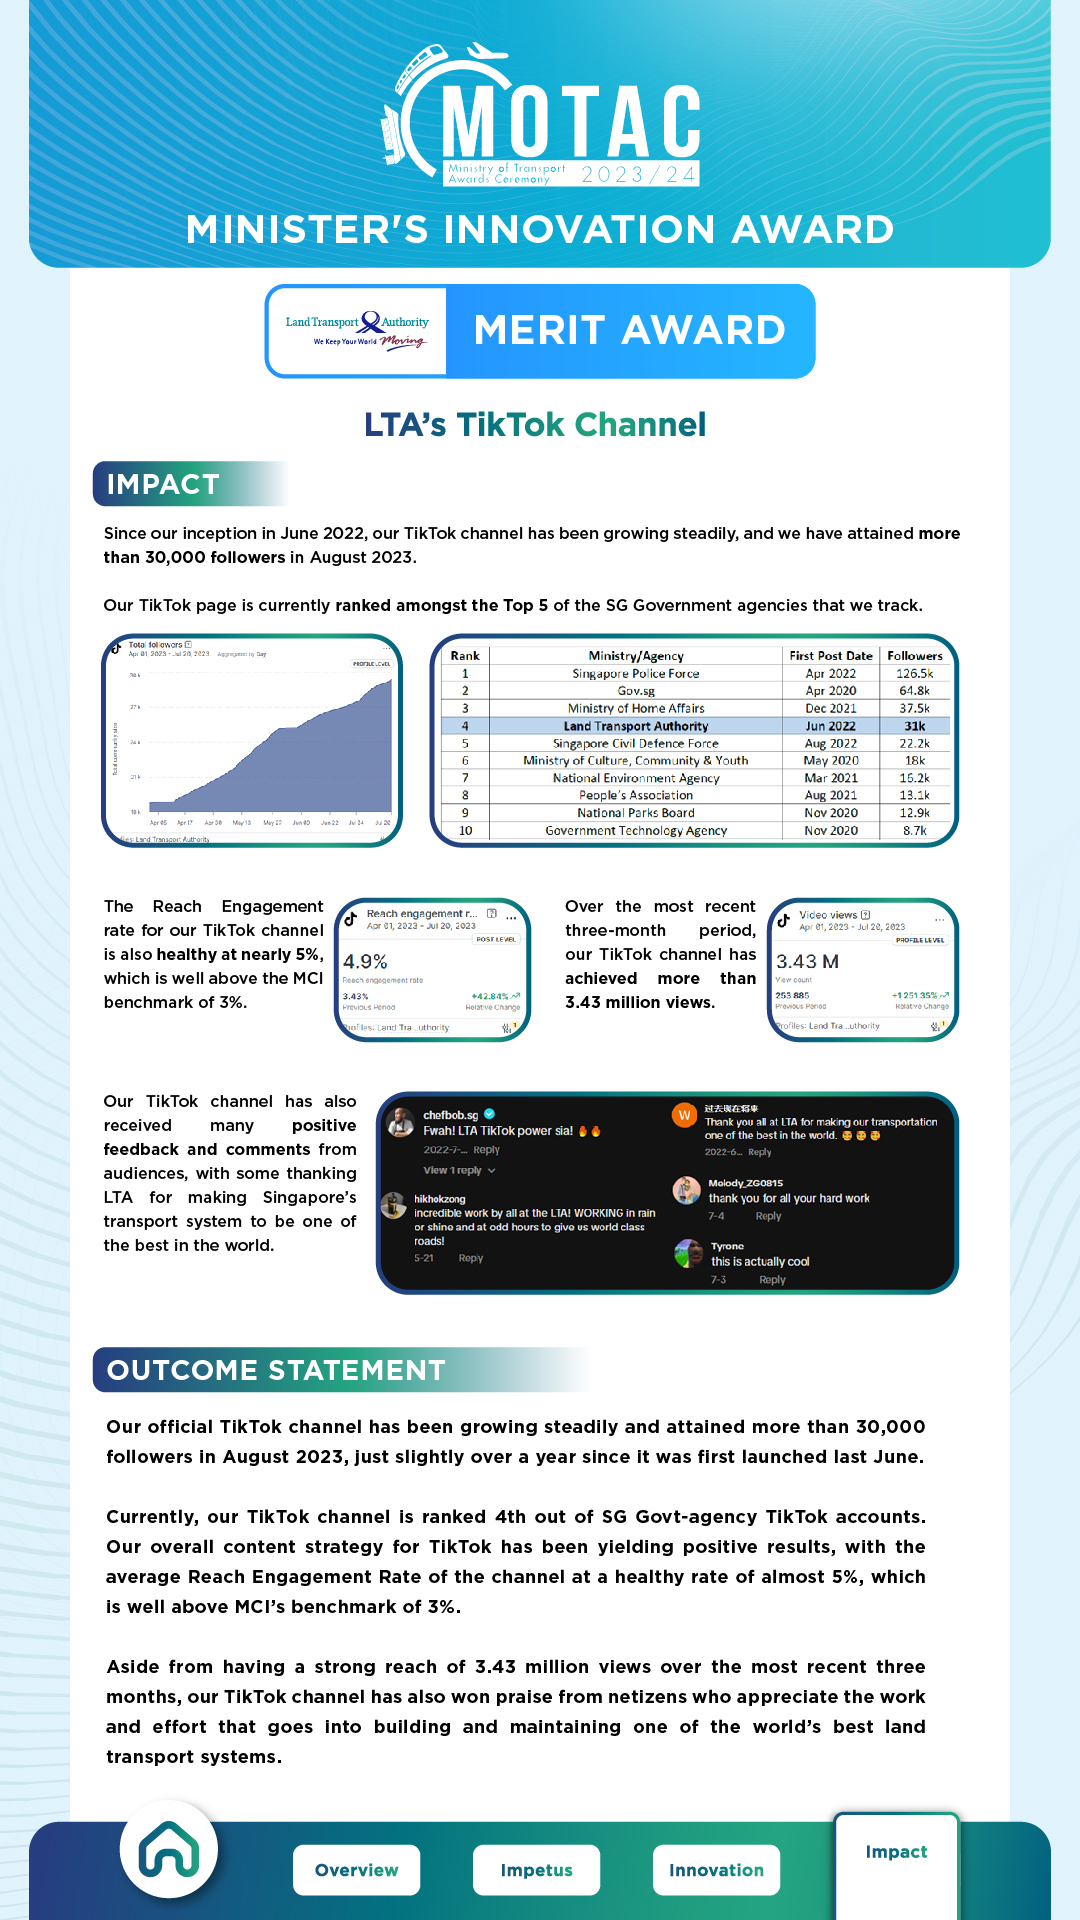 MOTAC
Ministry of Transport
Awards Ceremony
2023/24
MINISTER'S INNOVATION AWARD
Land Transport Authority
We Keep Your World Moving
MERIT AWARD
LTA's TikTok Channel
IMPACT
Since our inception in June 2022, our TikTok channel has been growing steadily, and we have attained more
than 30,000 followers in August 2023.
Our TikTok page is currently ranked amongst the Top 5 of the SG Government agencies that we track.
Total followers
Apr 01, 2023 - Jul 20, 2023 Aggregated by Day
PROFILE LEVEL
30 k
27 k
24 k
21 k
18 k
Total community size
Apr 05 Apr 17 Apr 30 May 13 May 27 Jun 09 Jun 22 Jul 24 Jul 20
Land Transport Authority
Rank Ministry/Agency First Post Date Followers
1 Singapore Police Force Apr 2022 126.5k
2 Gov.sg Apr 2020 64.8k
3 Ministry of Home Affairs Dec 2021 37.5k
4 Land Transport Authority Jun 2022 31k
5 Singapore Civil Defence Force Aug 2022 22.2k
6 Ministry of Culture, Community & Youth May 2020 18k
7 National Environment Agency Mar 2021 16.2k
8 People's Association Aug 2021 13.1k
9 National Parks Board Nov 2020 12.9k
10 Government Technology Agency Nov 2020 8.7k
The Reach Engagement
rate for our TikTok channel
is also healthy at nearly 5%,
which is well above the MCI
benchmark of 3%.
Reach engagement r... ...
Apr 01, 2023 - Jul 20, 2023
POST LEVEL
4.9%
Reach engagement rate
3.43% +42.84%
Previous Period Relative Change
Profiles: Land Tra...uthority 1
Over the most recent
three-month period,
our TikTok channel has
achieved more than
3.43 million views.
Video views ...
Apr 01, 2023 - Jul 20, 2023
PROFILE LEVEL
3.43 M
View count
253 885 +1 251.35%
Previous Period Relative Change
Profiles: Land Tra...uthority 1
Our TikTok channel has also
received many positive
feedback and comments from
audiences, with some thanking
LTA for making Singapore's
transport system to be one of
the best in the world.
chefbob.sg
Fwah! LTA TikTok power sia! 🔥🔥
2022-7-... Reply
View 1 reply
hikhokzong
incredible work by all at the LTA! WORKING in rain
or shine and at odd hours to give us world class
roads!
5-21 Reply
W
过去现在将来
Thank you all at LTA for making our transportation
one of the best in the world. 🥰🥰🥰
2022-6... Reply
Melody_ZG0815
thank you for all your hard work
7-4 Reply
Tyrone
this is actually cool
7-3 Reply
OUTCOME STATEMENT
Our official TikTok channel has been growing steadily and attained more than 30,000
followers in August 2023, just slightly over a year since it was first launched last June.
Currently, our TikTok channel is ranked 4th out of SG Govt-agency TikTok accounts.
Our overall content strategy for TikTok has been yielding positive results, with the
average Reach Engagement Rate of the channel at a healthy rate of almost 5%, which
is well above MCI's benchmark of 3%.
Aside from having a strong reach of 3.43 million views over the most recent three
months, our TikTok channel has also won praise from netizens who appreciate the work
and effort that goes into building and maintaining one of the world's best land
transport systems.
Overview
Impetus
Innovation
Impact